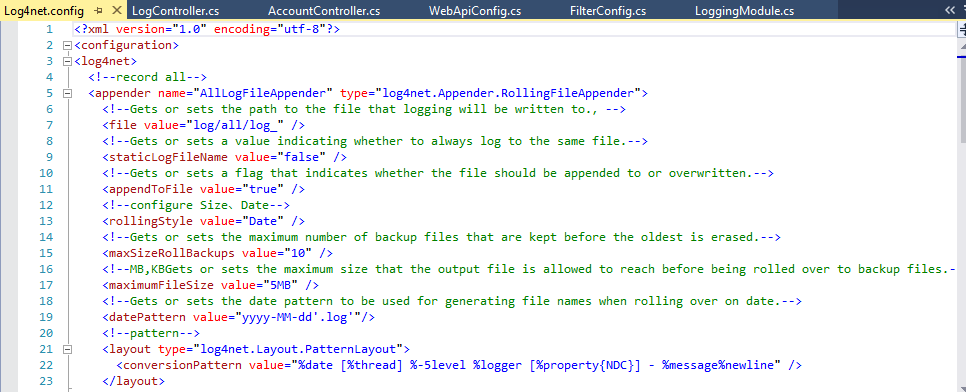 Log4net.config
LogController.cs
AccountController.cs
WebApiConfig.cs
FilterConfig.cs
LoggingModule.cs
1 <?xml version="1.0" encoding="utf-8"?>
2 <configuration>
3 <log4net>
4 <!--record all-->
5 <appender name="AllLogFileAppender" type="log4net.Appender.RollingFileAppender">
6 <!--Gets or sets the path to the file that logging will be written to., -->
7 <file value="log/all/log_" />
8 <!--Gets or sets a value indicating whether to always log to the same file.-->
9 <staticLogFileName value="false" />
10 <!--Gets or sets a flag that indicates whether the file should be appended to or overwritten.-->
11 <appendToFile value="true" />
12 <!--configure Size、Date-->
13 <rollingStyle value="Date" />
14 <!--Gets or sets the maximum number of backup files that are kept before the oldest is erased.-->
15 <maxSizeRollBackups value="10" />
16 <!--MB,KBGets or sets the maximum size that the output file is allowed to reach before being rolled over to backup files.-
17 <maximumFileSize value="5MB" />
18 <!--Gets or sets the date pattern to be used for generating file names when rolling over on date.-->
19 <datePattern value="yyyy-MM-dd'.log'"/>
20 <!--pattern-->
21 <layout type="log4net.Layout.PatternLayout">
22 <conversionPattern value="%date [%thread] %-5level %logger [%property{NDC}] - %message%newline" />
23 </layout>